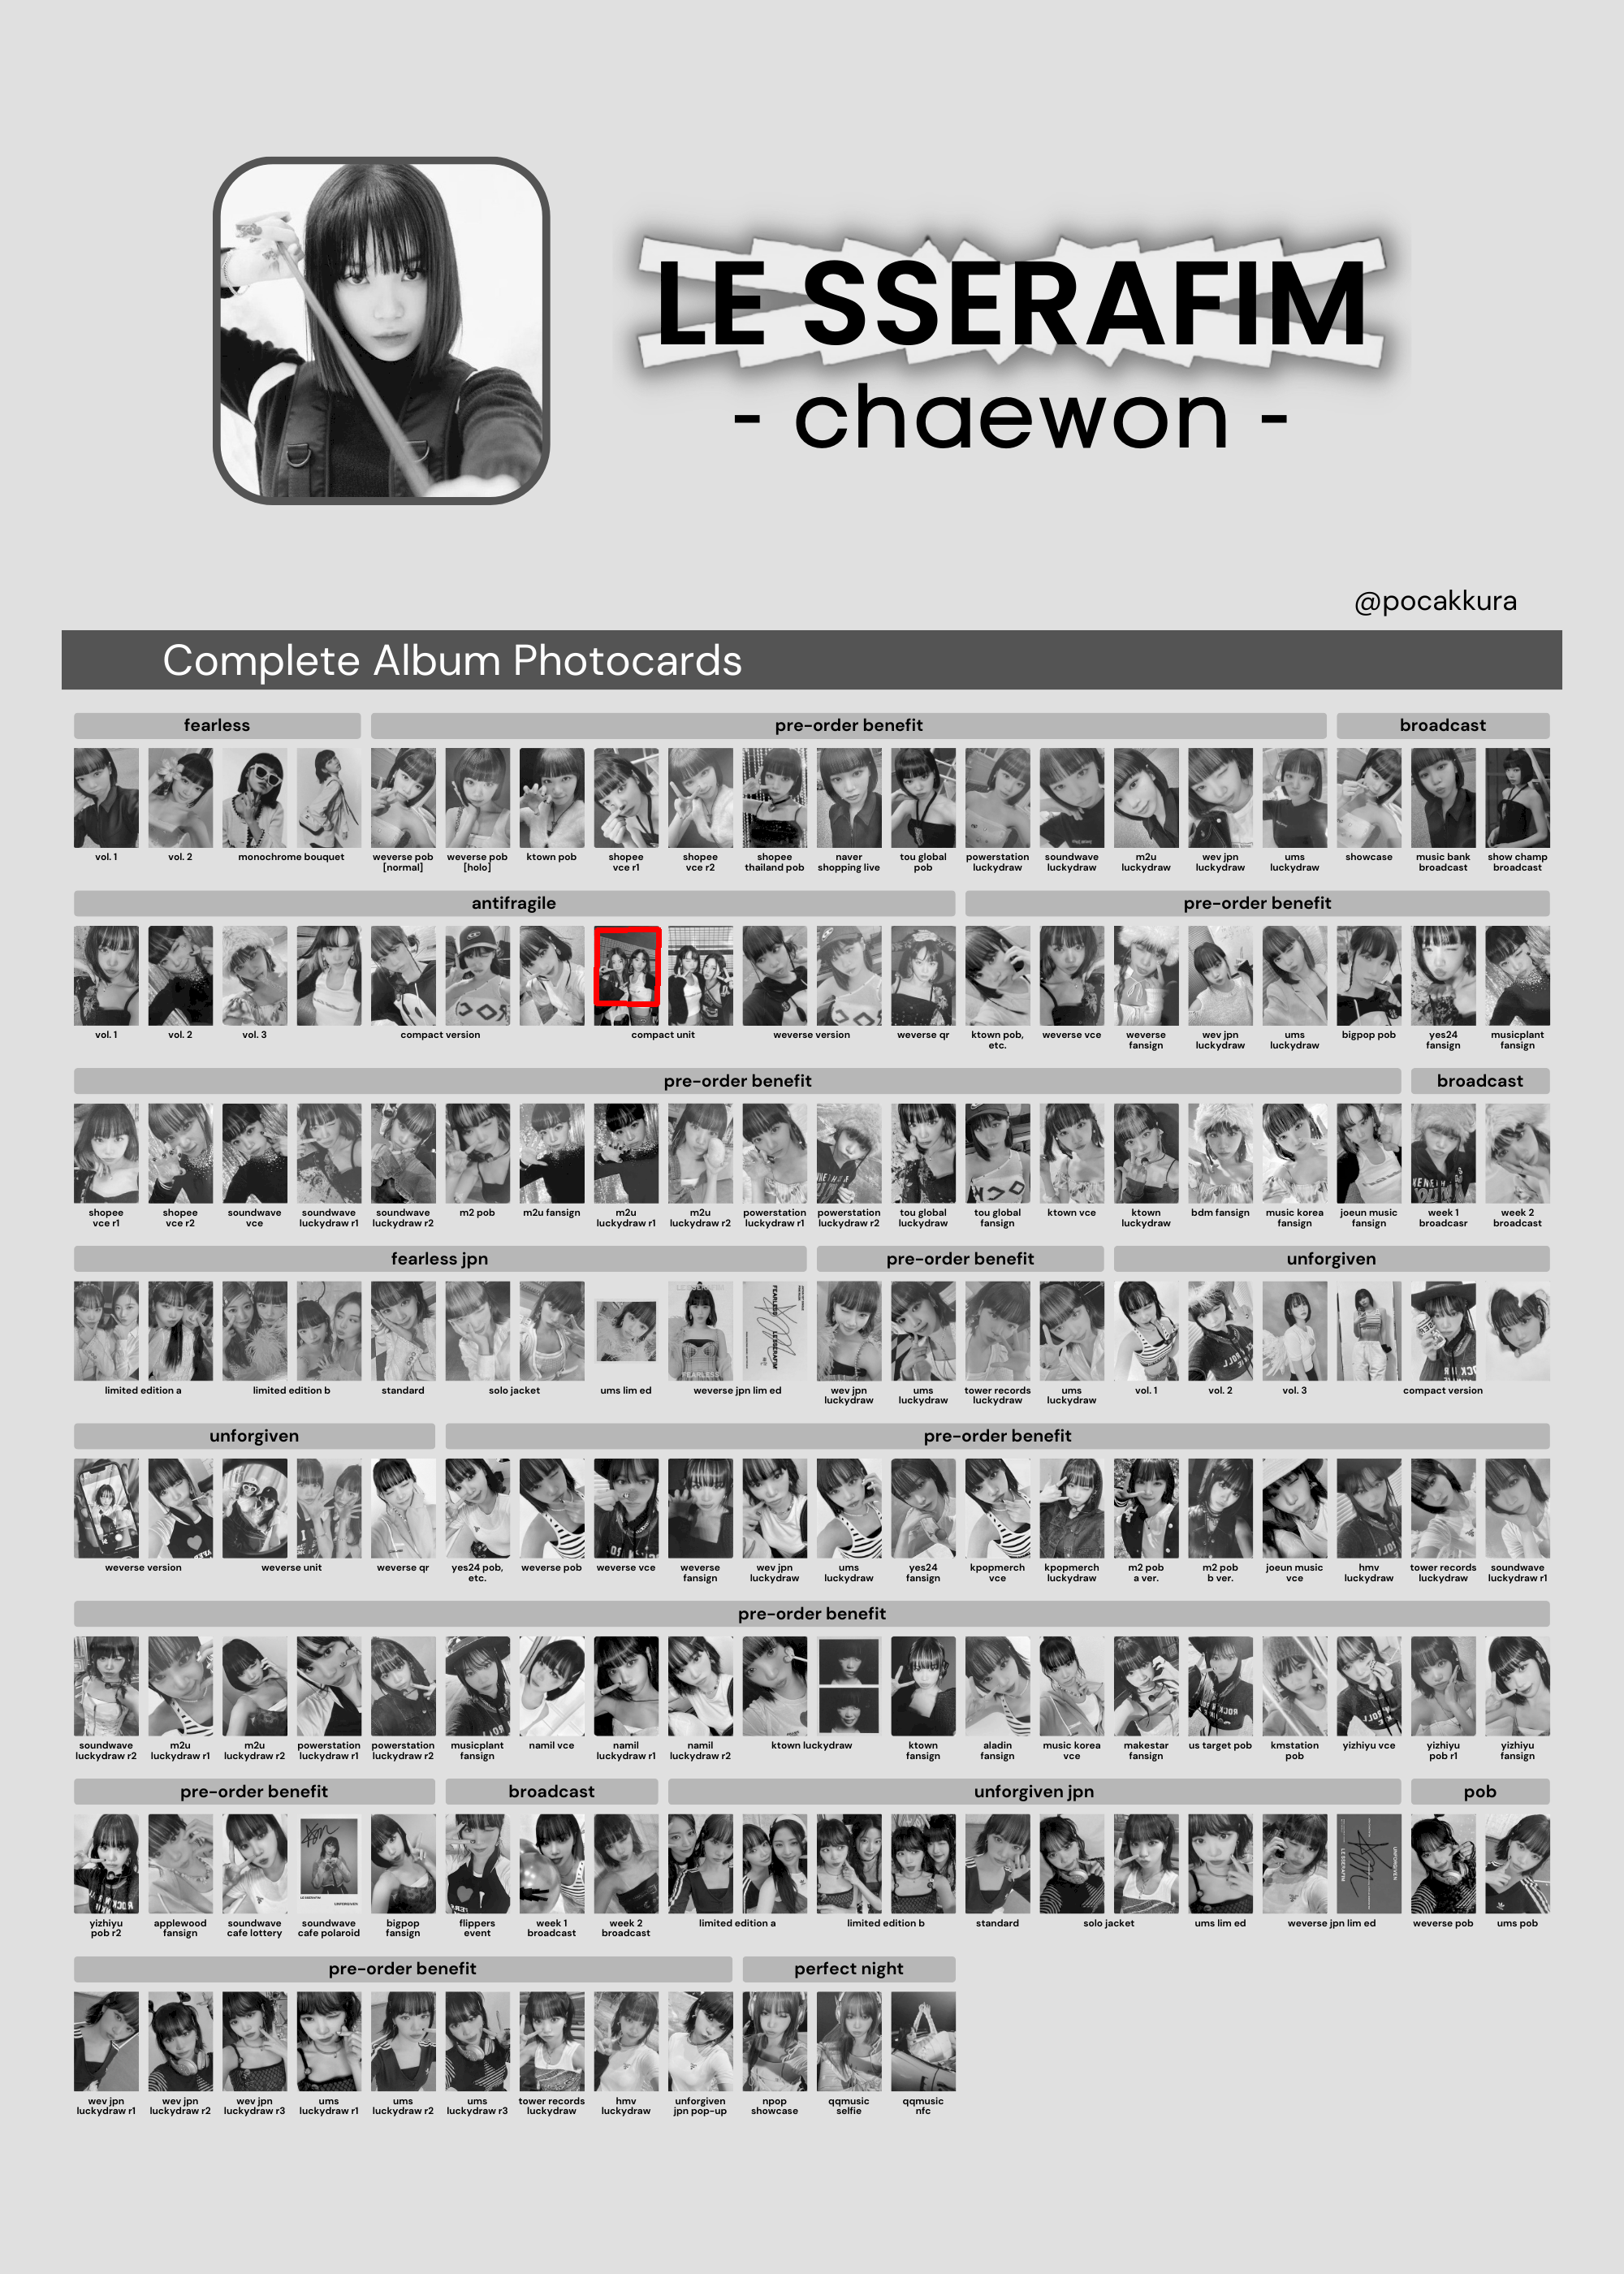 LE SSERAFIM
- chaewon -
@pocakkura
Complete Album Photocards
fearless
pre-order benefit
broadcast
vol. 1
vol. 2
monochrome bouquet
weverse pob
[normal]
weverse pob
[holo]
ktown pob
shopee
vce r1
shopee
vce r2
shopee
thailand pob
naver
shopping live
tou global
pob
powerstation
luckydraw
soundwave
luckydraw
m2u
luckydraw
wev jpn
luckydraw
ums
luckydraw
showcase
music bank
broadcast
show champ
broadcast
antifragile
pre-order benefit
vol. 1
vol. 2
vol. 3
compact version
compact unit
weverse version
weverse qr
ktown pob,
etc.
weverse vce
weverse
fansign
wev jpn
luckydraw
ums
luckydraw
bigpop pob
yes24
fansign
musicplant
fansign
pre-order benefit
broadcast
shopee
vce r1
shopee
vce r2
soundwave
vce
soundwave
luckydraw r1
soundwave
luckydraw r2
m2 pob
m2u fansign
m2u
luckydraw r1
m2u
luckydraw r2
powerstation
luckydraw r1
powerstation
luckydraw r2
tou global
luckydraw
tou global
fansign
ktown vce
ktown
luckydraw
bdm fansign
music korea
fansign
joeun music
fansign
week 1
broadcasr
week 2
broadcast
fearless jpn
pre-order benefit
unforgiven
FEARLESS
FEARLESS LE SSERAFIM
limited edition a
limited edition b
standard
solo jacket
ums lim ed
weverse jpn lim ed
wev jpn
luckydraw
ums
luckydraw
tower records
luckydraw
ums
luckydraw
vol. 1
vol. 2
vol. 3
compact version
unforgiven
pre-order benefit
weverse version
weverse unit
weverse qr
yes24 pob,
etc.
weverse pob
weverse vce
weverse
fansign
wev jpn
luckydraw
ums
luckydraw
yes24
fansign
kpopmerch
vce
kpopmerch
luckydraw
m2 pob
a ver.
m2 pob
b ver.
joeun music
vce
hmv
luckydraw
tower records
luckydraw
soundwave
luckydraw r1
pre-order benefit
soundwave
luckydraw r2
m2u
luckydraw r1
m2u
luckydraw r2
powerstation
luckydraw r1
powerstation
luckydraw r2
musicplant
fansign
namil vce
namil
luckydraw r1
namil
luckydraw r2
ktown luckydraw
ktown
fansign
aladin
fansign
music korea
vce
makestar
fansign
us target pob
kmstation
pob
yizhiyu vce
yizhiyu
pob r1
yizhiyu
fansign
pre-order benefit
broadcast
unforgiven jpn
pob
LE SSERAFIM
UNFORGIVEN
UNFORGIVEN
LE SSERAFIM
yizhiyu
pob r2
applewood
fansign
soundwave
cafe lottery
soundwave
cafe polaroid
bigpop
fansign
flippers
event
week 1
broadcast
week 2
broadcast
limited edition a
limited edition b
standard
solo jacket
ums lim ed
weverse jpn lim ed
weverse pob
ums pob
pre-order benefit
perfect night
wev jpn
luckydraw r1
wev jpn
luckydraw r2
wev jpn
luckydraw r3
ums
luckydraw r1
ums
luckydraw r2
ums
luckydraw r3
tower records
luckydraw
hmv
luckydraw
unforgiven
jpn pop-up
npop
showcase
qqmusic
selfie
qqmusic
nfc